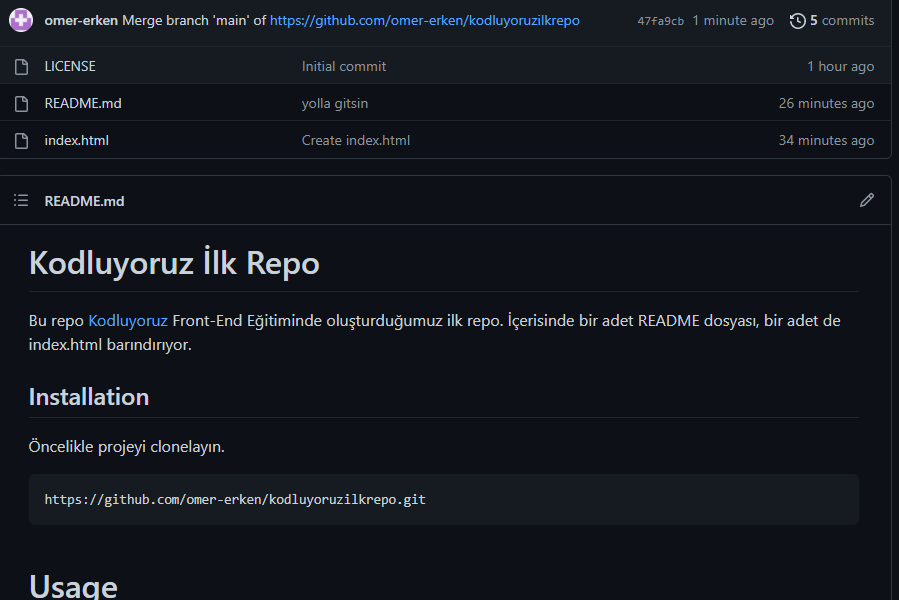 omer-erken Merge branch 'main' of https://github.com/omer-erken/kodluyoruzilkrepo 47fa9cb 1 minute ago 5 commits
LICENSE Initial commit 1 hour ago
README.md yolla gitsin 26 minutes ago
index.html Create index.html 34 minutes ago
README.md
Kodluyoruz İlk Repo
Bu repo Kodluyoruz Front-End Eğitiminde oluşturduğumuz ilk repo. İçerisinde bir adet README dosyası, bir adet de
index.html barındırıyor.
Installation
Öncelikle projeyi clonelayın.
https://github.com/omer-erken/kodluyoruzilkrepo.git
Usage